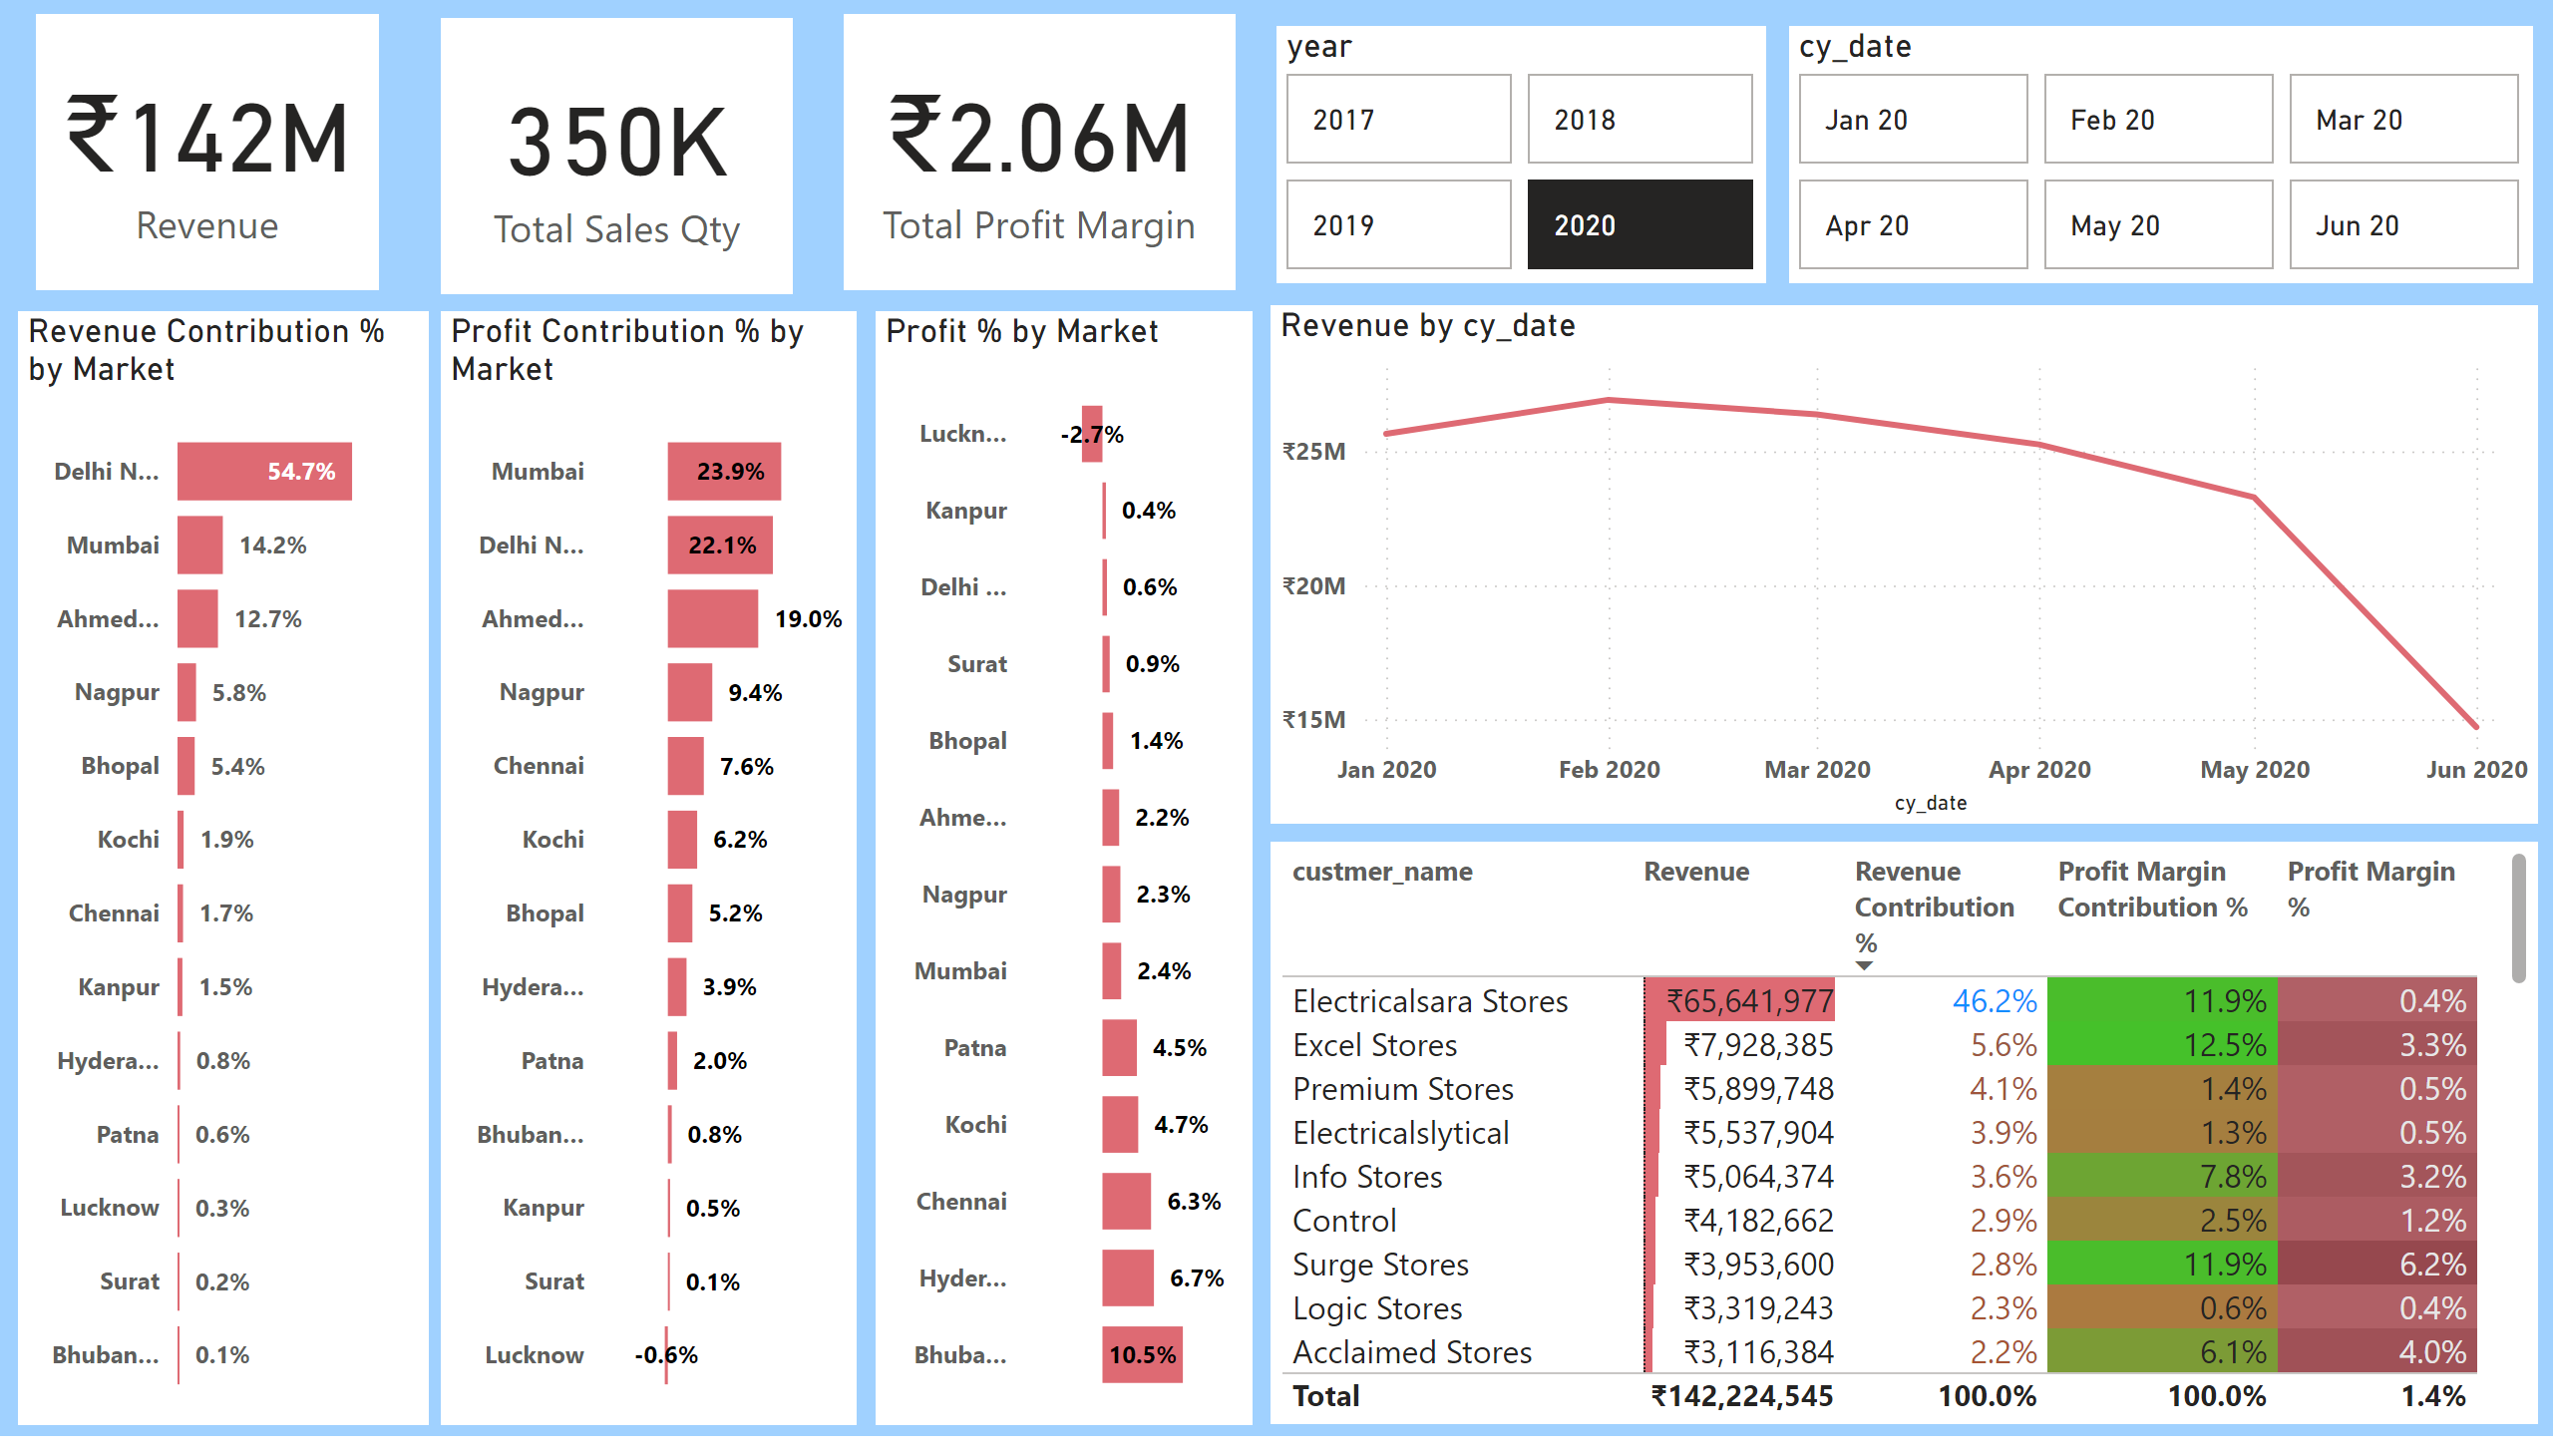 ₹142M
Revenue
350K
Total Sales Qty
₹2.06M
Total Profit Margin
year
2017
2018
2019
2020
cy_date
Jan 20
Feb 20
Mar 20
Apr 20
May 20
Jun 20
Revenue Contribution %
by Market
Delhi N... 54.7%
Mumbai 14.2%
Ahmed... 12.7%
Nagpur 5.8%
Bhopal 5.4%
Kochi 1.9%
Chennai 1.7%
Kanpur 1.5%
Hydera... 0.8%
Patna 0.6%
Lucknow 0.3%
Surat 0.2%
Bhuban... 0.1%
Profit Contribution % by
Market
Mumbai 23.9%
Delhi N... 22.1%
Ahmed... 19.0%
Nagpur 9.4%
Chennai 7.6%
Kochi 6.2%
Bhopal 5.2%
Hydera... 3.9%
Patna 2.0%
Bhuban... 0.8%
Kanpur 0.5%
Surat 0.1%
Lucknow -0.6%
Profit % by Market
Luckn... -2.7%
Kanpur 0.4%
Delhi ... 0.6%
Surat 0.9%
Bhopal 1.4%
Ahme... 2.2%
Nagpur 2.3%
Mumbai 2.4%
Patna 4.5%
Kochi 4.7%
Chennai 6.3%
Hyder... 6.7%
Bhuba... 10.5%
Revenue by cy_date
₹25M
₹20M
₹15M
Jan 2020 Feb 2020 Mar 2020 Apr 2020 May 2020 Jun 2020
cy_date
custmer_name Revenue Revenue Profit Margin Profit Margin
Contribution Contribution % %
%
Electricalsara Stores ₹65,641,977 46.2% 11.9% 0.4%
Excel Stores ₹7,928,385 5.6% 12.5% 3.3%
Premium Stores ₹5,899,748 4.1% 1.4% 0.5%
Electricalslytical ₹5,537,904 3.9% 1.3% 0.5%
Info Stores ₹5,064,374 3.6% 7.8% 3.2%
Control ₹4,182,662 2.9% 2.5% 1.2%
Surge Stores ₹3,953,600 2.8% 11.9% 6.2%
Logic Stores ₹3,319,243 2.3% 0.6% 0.4%
Acclaimed Stores ₹3,116,384 2.2% 6.1% 4.0%
Total ₹142,224,545 100.0% 100.0% 1.4%